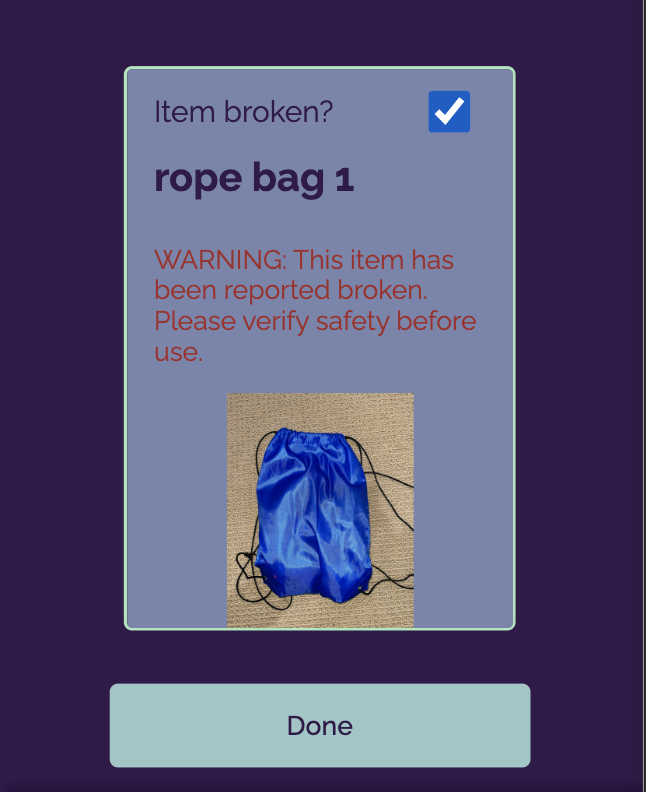 Item broken?
rope bag 1
WARNING: This item has
been reported broken.
Please verify safety before
use.
Done